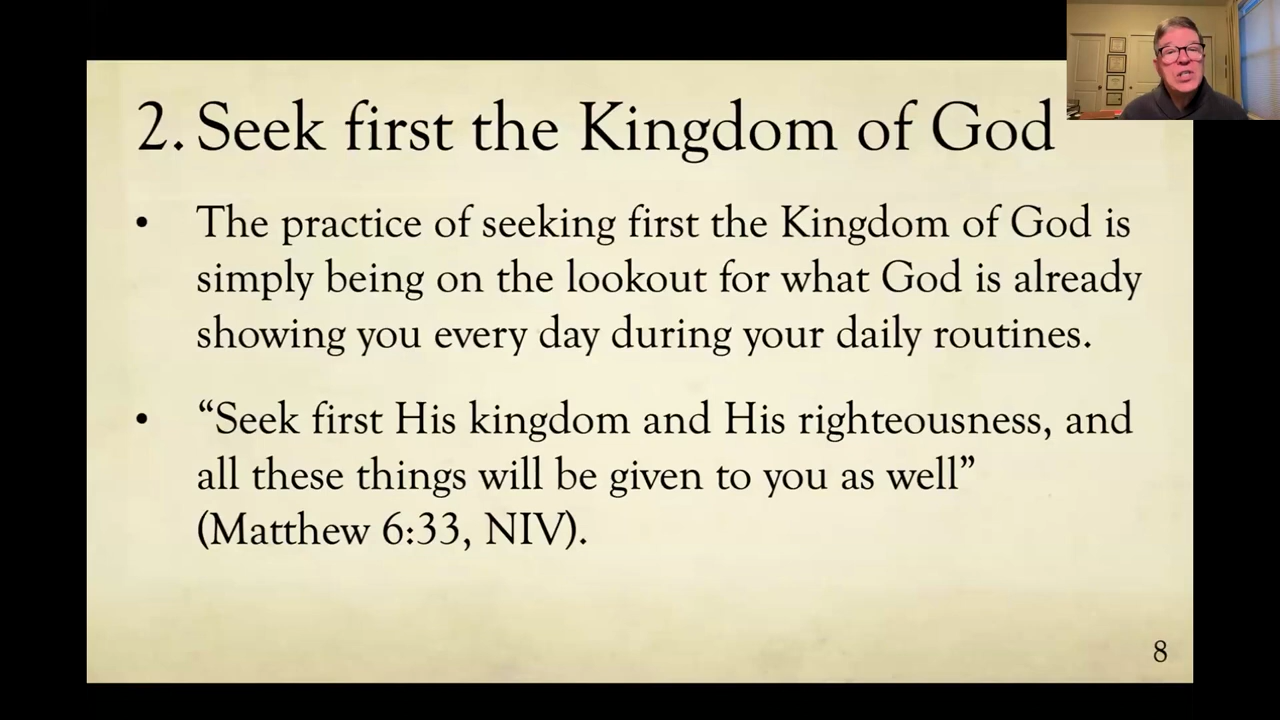 2. Seek first the Kingdom of God
• The practice of seeking first the Kingdom of God is
simply being on the lookout for what God is already
showing you every day during your daily routines.
• “Seek first His kingdom and His righteousness, and
all these things will be given to you as well”
(Matthew 6:33, NIV).
8